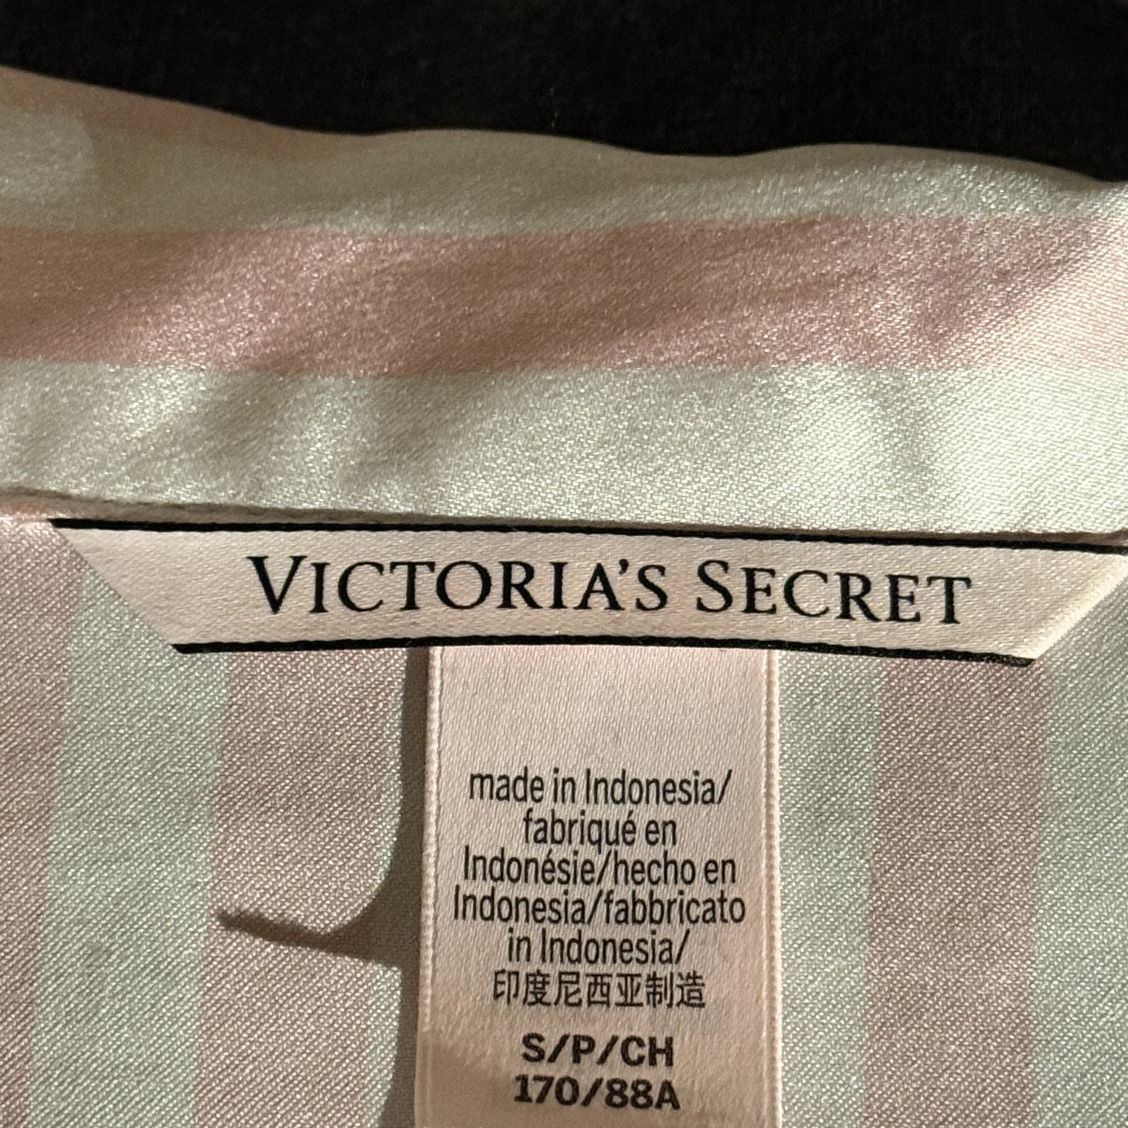 VICTORIA'S SECRET
made in Indonesia/
fabriqué en
Indonésie/hecho en
Indonesia/fabbricato
in Indonesia/
印度尼西亚制造
S/P/CH
170/88A